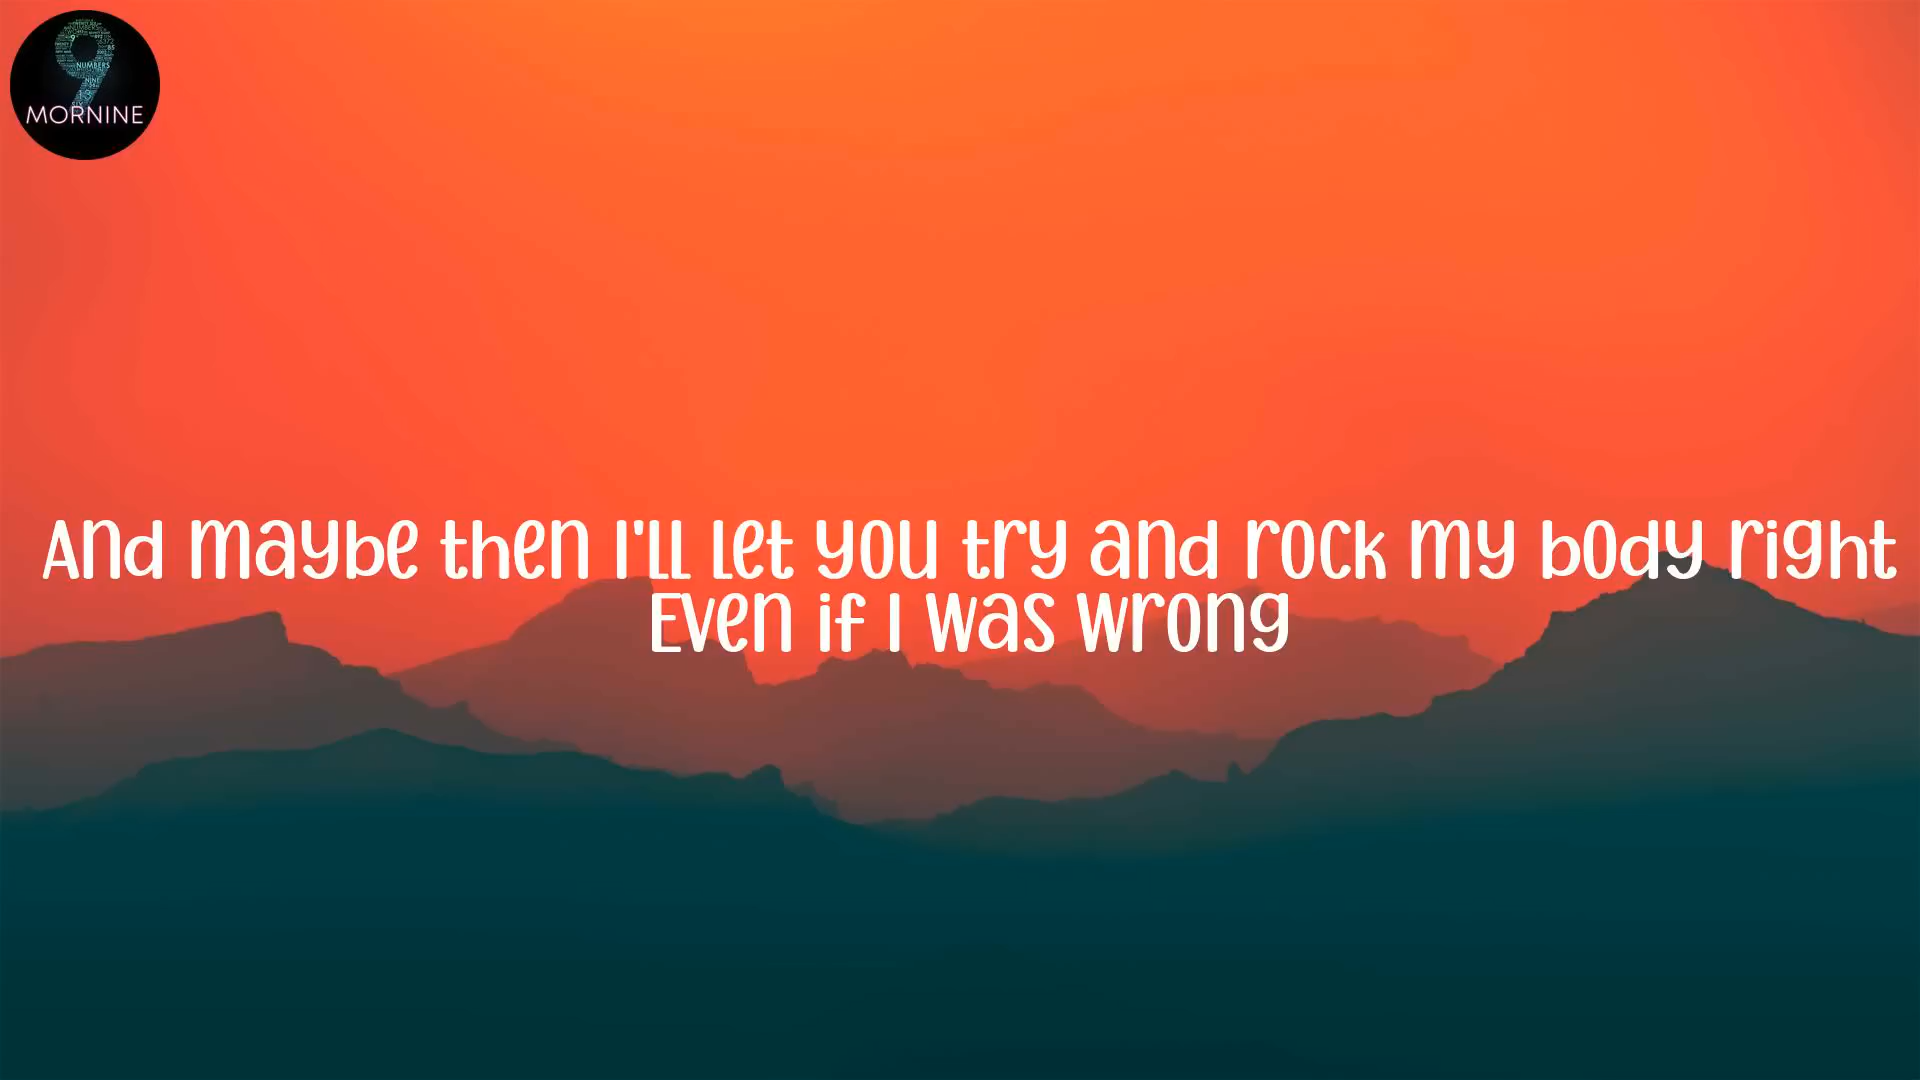 MORNINE
And maybe then I'll let you try and rock my body right
Even if I was wrong